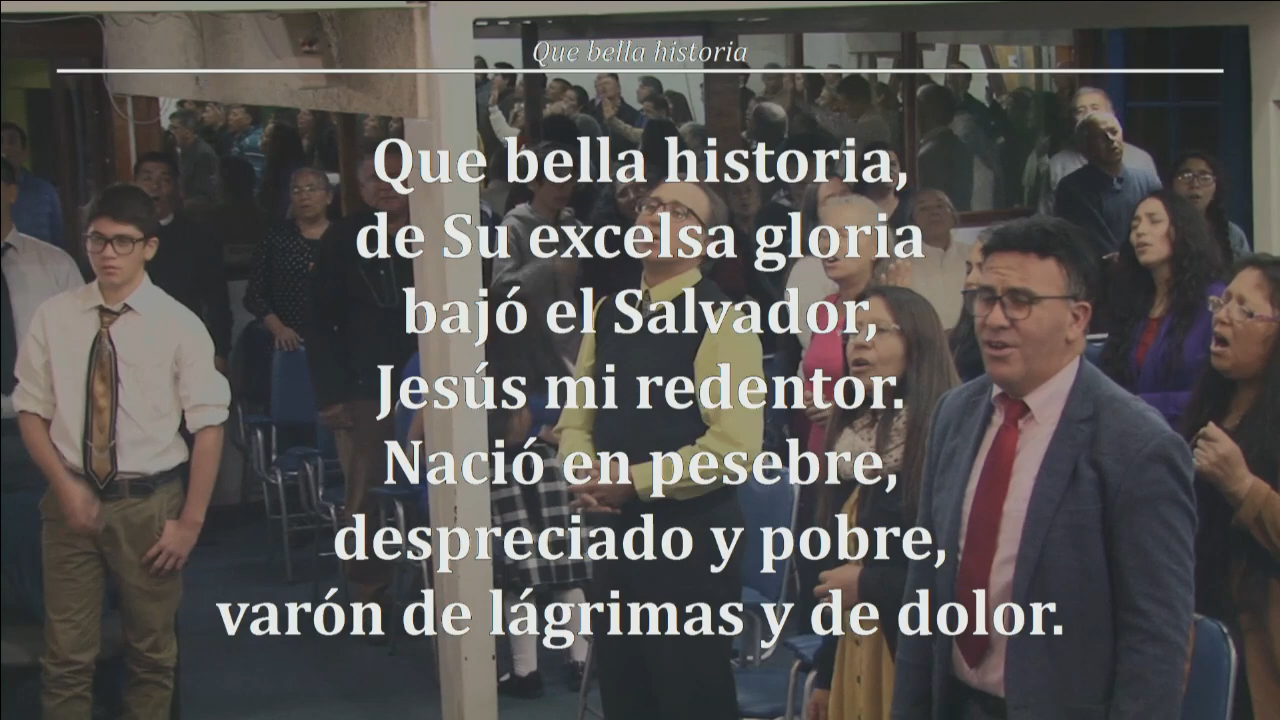 Que bella historia
Que bella historia,
de Su excelsa gloria
bajó el Salvador,
Jesús mi redentor.
Nació en pesebre,
despreciado y pobre,
varón de lágrimas y de dolor.